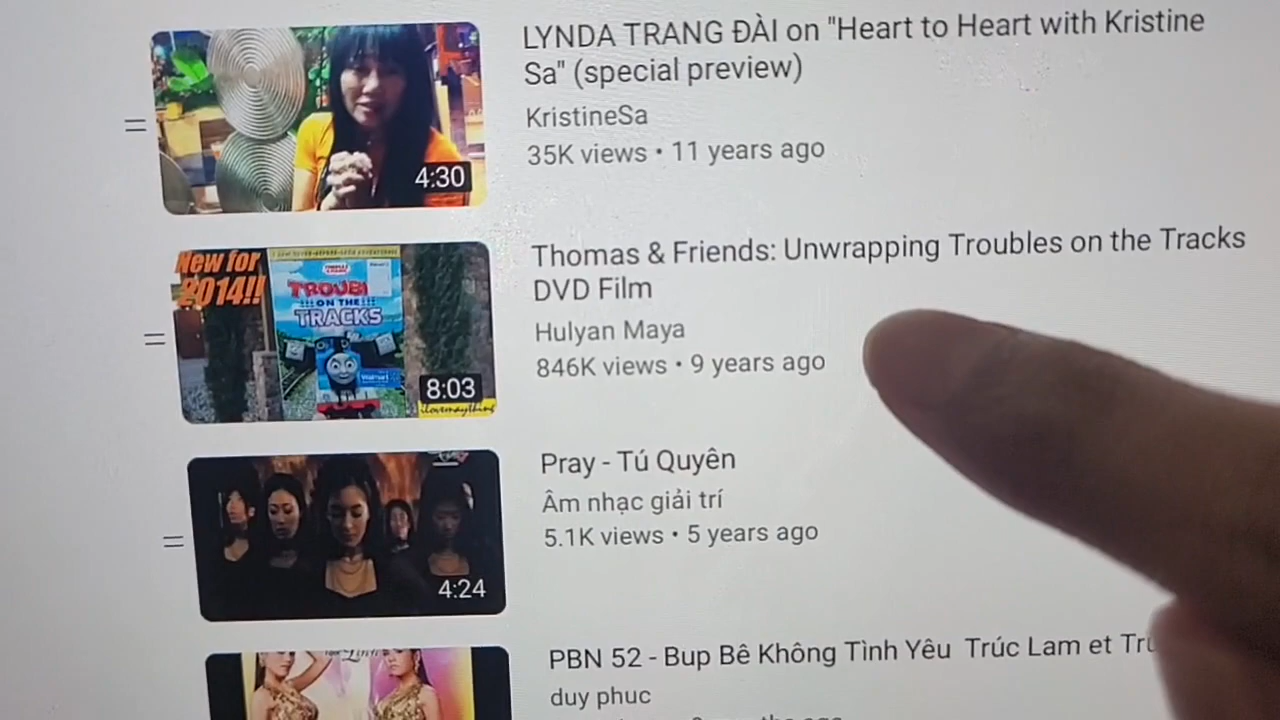 LYNDA TRANG ĐÀI on "Heart to Heart with Kristine
Sa" (special preview)
KristineSa
35K views • 11 years ago
4:30
Thomas & Friends: Unwrapping Troubles on the Tracks
DVD Film
Hulyan Maya
846K views • 9 years ago
New for
2014!!
TROUBL
ON THE
TRACKS
8:03
ilovemaything
Pray - Tú Quyên
Âm nhạc giải trí
5.1K views • 5 years ago
4:24
PBN 52 - Bup Bê Không Tình Yêu Trúc Lam et
duy phuc